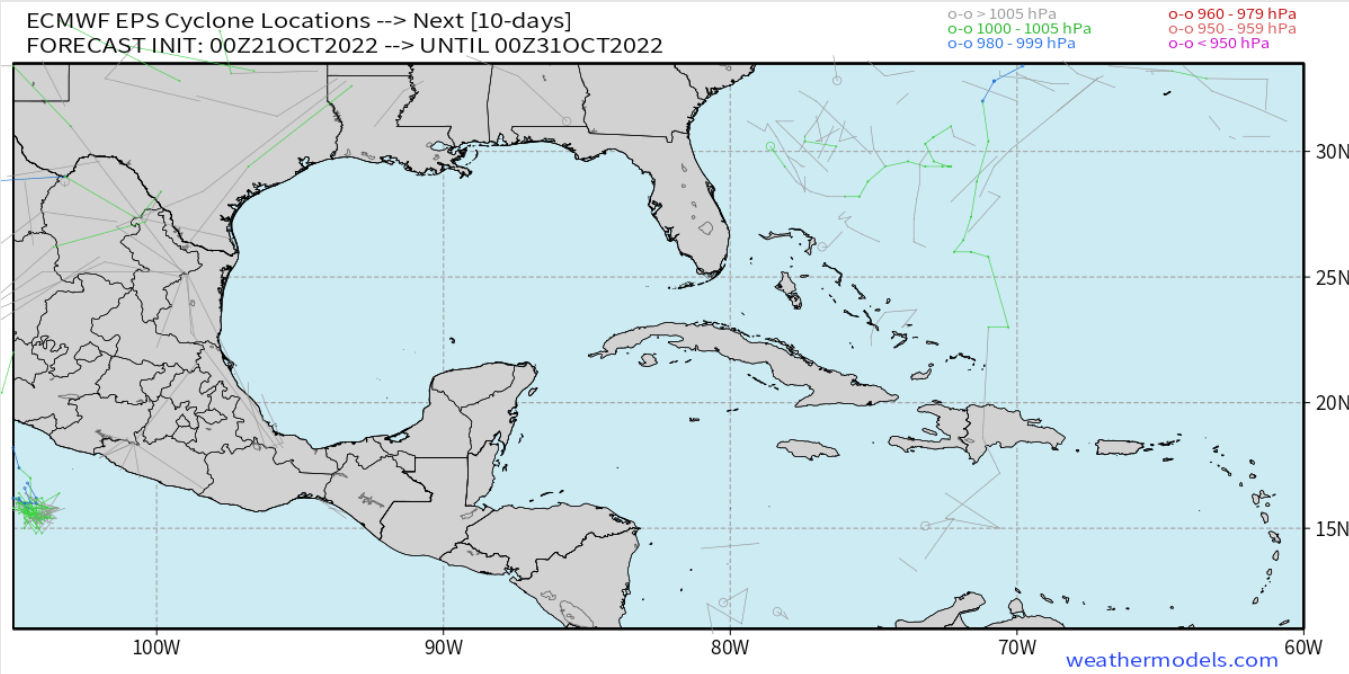 ECMWF EPS Cyclone Locations --> Next [10-days]
FORECAST INIT: 00Z21OCT2022 --> UNTIL 00Z31OCT2022
o-o > 1005 hPa
o-o 1000 - 1005 hPa
o-o 980 - 999 hPa
o-o 960 - 979 hPa
o-o 950 - 959 hPa
o-o < 950 hPa
30N
25N
20N
15N
100W
90W
80W
70W
60W
weathermodels.com